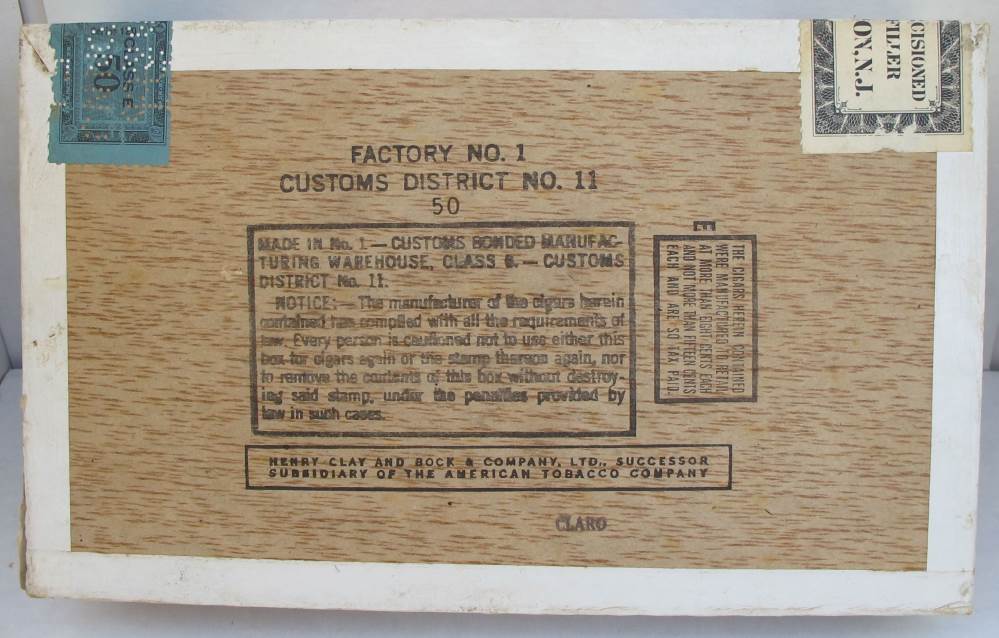 CLASS E
50
CISIONED
FILLER
ON. N.J.
FACTORY NO. 1
CUSTOMS DISTRICT NO. 11
50
MADE IN No. 1 — CUSTOMS BONDED MANUFAC-
TURING WAREHOUSE, CLASS 6. — CUSTOMS
DISTRICT No. 11.
NOTICE:— The manufacturer of the cigars herein
contained has complied with all the requirements of
law. Every person is cautioned not to use either this
box for cigars again or the stamp thereon again, nor
to remove the contents of this box without destroy-
ing said stamp, under the penalties provided by
law in such cases.
THE CIGARS HEREIN CONTAINED
WERE MANUFACTURED TO RETAIL
AT MORE THAN EIGHT CENTS EACH
AND NOT MORE THAN FIFTEEN CENTS
EACH AND ARE SO TAX PAID.
HENRY CLAY AND BOCK & COMPANY, LTD., SUCCESSOR
SUBSIDIARY OF THE AMERICAN TOBACCO COMPANY
CLARO